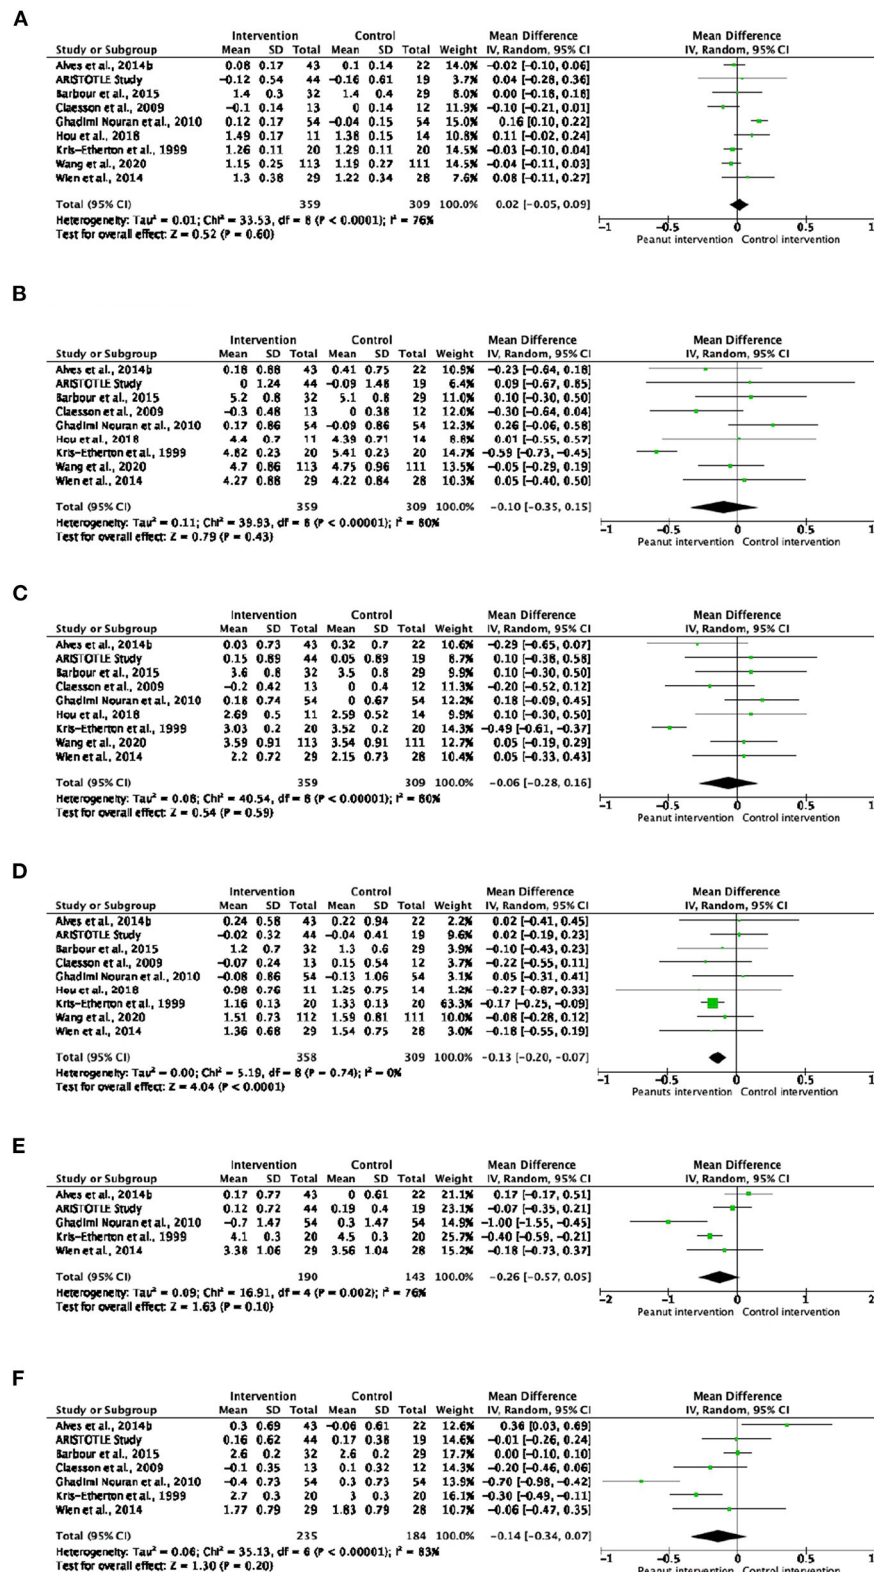 A
Intervention Control Mean Difference Mean Difference
Study or Subgroup Mean SD Total Mean SD Total Weight IV, Random, 95% CI IV, Random, 95% CI
Alves et al., 2014b 0.08 0.17 43 0.1 0.14 22 14.0% −0.02 [−0.10, 0.06]
ARISTOTLE Study −0.12 0.54 44 −0.16 0.61 19 3.7% 0.04 [−0.28, 0.36]
Barbour et al., 2015 1.4 0.3 32 1.4 0.4 29 8.0% 0.00 [−0.18, 0.18]
Claesson et al., 2009 −0.1 0.14 13 0 0.14 12 11.9% −0.10 [−0.21, 0.01]
Ghadimi Nouran et al., 2010 0.12 0.17 54 −0.04 0.15 54 15.0% 0.16 [0.10, 0.22]
Hou et al., 2018 1.49 0.17 11 1.38 0.15 14 10.8% 0.11 [−0.02, 0.24]
Kris−Etherton et al., 1999 1.26 0.11 20 1.29 0.11 20 14.5% −0.03 [−0.10, 0.04]
Wang et al., 2020 1.15 0.25 113 1.19 0.27 111 14.5% −0.04 [−0.11, 0.03]
Wien et al., 2014 1.3 0.38 29 1.22 0.34 28 7.6% 0.08 [−0.11, 0.27]
Total (95% CI) 359 309 100.0% 0.02 [−0.05, 0.09]
Heterogeneity: Tau² = 0.01; Chi² = 33.53, df = 8 (P < 0.0001); I² = 76%
Test for overall effect: Z = 0.52 (P = 0.60)
−1 −0.5 0 0.5 1
Peanut intervention Control intervention
B
Intervention Control Mean Difference Mean Difference
Study or Subgroup Mean SD Total Mean SD Total Weight IV, Random, 95% CI IV, Random, 95% CI
Alves et al., 2014b 0.18 0.88 43 0.41 0.75 22 10.9% −0.23 [−0.64, 0.18]
ARISTOTLE Study 0 1.24 44 −0.09 1.48 19 6.4% 0.09 [−0.67, 0.85]
Barbour et al., 2015 5.2 0.8 32 5.1 0.8 29 11.0% 0.10 [−0.30, 0.50]
Claesson et al., 2009 −0.3 0.48 13 0 0.38 12 12.0% −0.30 [−0.64, 0.04]
Ghadimi Nouran et al., 2010 0.17 0.86 54 −0.09 0.86 54 12.4% 0.26 [−0.06, 0.58]
Hou et al., 2018 4.4 0.7 11 4.39 0.71 14 8.8% 0.01 [−0.55, 0.57]
Kris−Etherton et al., 1999 4.82 0.23 20 5.41 0.23 20 14.7% −0.59 [−0.73, −0.45]
Wang et al., 2020 4.7 0.86 113 4.75 0.96 111 13.5% −0.05 [−0.29, 0.19]
Wien et al., 2014 4.27 0.88 29 4.22 0.84 28 10.3% 0.05 [−0.40, 0.50]
Total (95% CI) 359 309 100.0% −0.10 [−0.35, 0.15]
Heterogeneity: Tau² = 0.11; Chi² = 39.93, df = 8 (P < 0.00001); I² = 80%
Test for overall effect: Z = 0.79 (P = 0.43)
−1 −0.5 0 0.5 1
Peanut intervention Control intervention
C
Intervention Control Mean Difference Mean Difference
Study or Subgroup Mean SD Total Mean SD Total Weight IV, Random, 95% CI IV, Random, 95% CI
Alves et al., 2014b 0.03 0.73 43 0.32 0.7 22 10.6% −0.29 [−0.65, 0.07]
ARISTOTLE Study 0.15 0.89 44 0.05 0.89 19 8.7% 0.10 [−0.38, 0.58]
Barbour et al., 2015 3.6 0.8 32 3.5 0.8 29 9.9% 0.10 [−0.30, 0.50]
Claesson et al., 2009 −0.2 0.42 13 0 0.4 12 11.3% −0.20 [−0.52, 0.12]
Ghadimi Nouran et al., 2010 0.18 0.74 54 0 0.67 54 12.2% 0.18 [−0.09, 0.45]
Hou et al., 2018 2.69 0.5 11 2.59 0.52 14 9.9% 0.10 [−0.30, 0.50]
Kris−Etherton et al., 1999 3.03 0.2 20 3.52 0.2 20 14.3% −0.49 [−0.61, −0.37]
Wang et al., 2020 3.59 0.91 113 3.54 0.91 111 12.7% 0.05 [−0.19, 0.29]
Wien et al., 2014 2.2 0.72 29 2.15 0.73 28 10.4% 0.05 [−0.33, 0.43]
Total (95% CI) 359 309 100.0% −0.06 [−0.28, 0.16]
Heterogeneity: Tau² = 0.08; Chi² = 40.54, df = 8 (P < 0.00001); I² = 80%
Test for overall effect: Z = 0.54 (P = 0.59)
−1 −0.5 0 0.5 1
Peanut intervention Control intervention
D
Intervention Control Mean Difference Mean Difference
Study or Subgroup Mean SD Total Mean SD Total Weight IV, Random, 95% CI IV, Random, 95% CI
Alves et al., 2014b 0.24 0.58 43 0.22 0.94 22 2.2% 0.02 [−0.41, 0.45]
ARISTOTLE Study −0.02 0.32 44 −0.04 0.41 19 9.6% 0.02 [−0.19, 0.23]
Barbour et al., 2015 1.2 0.7 32 1.3 0.6 29 3.9% −0.10 [−0.43, 0.23]
Claesson et al., 2009 −0.07 0.24 13 0.15 0.54 12 3.8% −0.22 [−0.55, 0.11]
Ghadimi Nouran et al., 2010 −0.08 0.86 54 −0.13 1.06 54 3.1% 0.05 [−0.31, 0.41]
Hou et al., 2018 0.98 0.76 11 1.25 0.75 14 1.2% −0.27 [−0.87, 0.33]
Kris−Etherton et al., 1999 1.16 0.13 20 1.33 0.13 20 63.3% −0.17 [−0.25, −0.09]
Wang et al., 2020 1.51 0.73 112 1.59 0.81 111 10.0% −0.08 [−0.28, 0.12]
Wien et al., 2014 1.36 0.68 29 1.54 0.75 28 3.0% −0.18 [−0.55, 0.19]
Total (95% CI) 358 309 100.0% −0.13 [−0.20, −0.07]
Heterogeneity: Tau² = 0.00; Chi² = 5.19, df = 8 (P = 0.74); I² = 0%
Test for overall effect: Z = 4.04 (P < 0.0001)
−1 −0.5 0 0.5 1
Peanuts intervention Control intervention
E
Intervention Control Mean Difference Mean Difference
Study or Subgroup Mean SD Total Mean SD Total Weight IV, Random, 95% CI IV, Random, 95% CI
Alves et al., 2014b 0.17 0.77 43 0 0.61 22 21.1% 0.17 [−0.17, 0.51]
ARISTOTLE Study 0.12 0.72 44 0.19 0.4 19 23.1% −0.07 [−0.35, 0.21]
Ghadimi Nouran et al., 2010 −0.7 1.47 54 0.3 1.47 54 14.9% −1.00 [−1.55, −0.45]
Kris−Etherton et al., 1999 4.1 0.3 20 4.5 0.3 20 25.7% −0.40 [−0.59, −0.21]
Wien et al., 2014 3.38 1.06 29 3.56 1.04 28 15.2% −0.18 [−0.73, 0.37]
Total (95% CI) 190 143 100.0% −0.26 [−0.57, 0.05]
Heterogeneity: Tau² = 0.09; Chi² = 16.91, df = 4 (P = 0.002); I² = 76%
Test for overall effect: Z = 1.63 (P = 0.10)
−2 −1 0 1 2
Peanut intervention Control intervention
F
Intervention Control Mean Difference Mean Difference
Study or Subgroup Mean SD Total Mean SD Total Weight IV, Random, 95% CI IV, Random, 95% CI
Alves et al., 2014b 0.3 0.69 43 −0.06 0.61 22 12.6% 0.36 [0.03, 0.69]
ARISTOTLE Study 0.16 0.62 44 0.17 0.38 19 14.6% −0.01 [−0.26, 0.24]
Barbour et al., 2015 2.6 0.2 32 2.6 0.2 29 17.8% 0.00 [−0.10, 0.10]
Claesson et al., 2009 −0.1 0.35 13 0.1 0.32 12 14.3% −0.20 [−0.46, 0.06]
Ghadimi Nouran et al., 2010 −0.4 0.73 54 0.3 0.73 54 13.9% −0.70 [−0.98, −0.42]
Kris−Etherton et al., 1999 2.7 0.3 20 3 0.3 20 16.1% −0.30 [−0.49, −0.11]
Wien et al., 2014 1.77 0.79 29 1.83 0.79 28 10.7% −0.06 [−0.47, 0.35]
Total (95% CI) 235 184 100.0% −0.14 [−0.34, 0.07]
Heterogeneity: Tau² = 0.06; Chi² = 35.13, df = 6 (P < 0.00001); I² = 83%
Test for overall effect: Z = 1.30 (P = 0.20)
−1 −0.5 0 0.5 1
Peanut intervention Control intervention